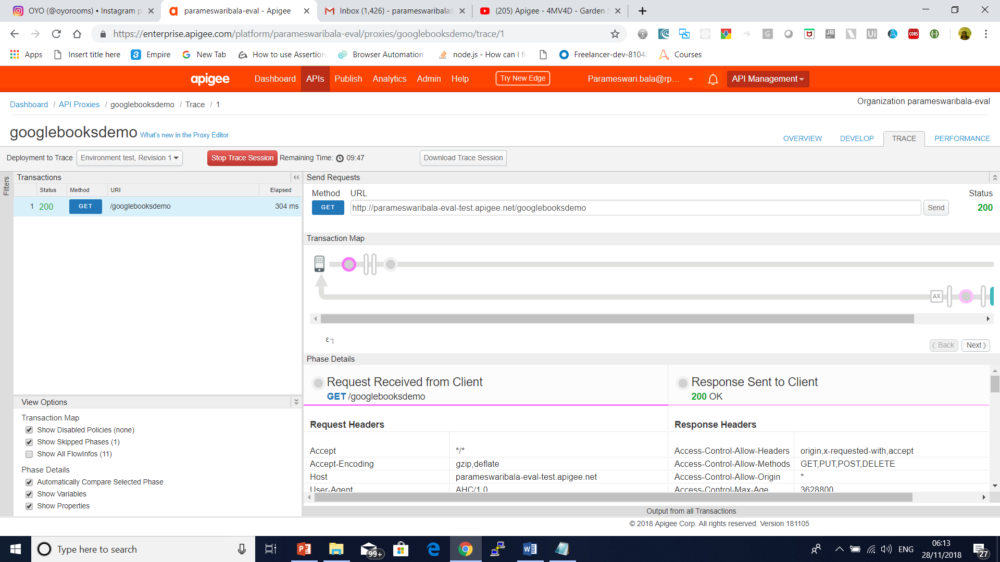 OYO (@oyorooms) • Instagram p
parameswaribala-eval - Apigee
Inbox (1,426) - parameswaribala
(205) Apigee - 4MV4D - Garden
https://enterprise.apigee.com/platform/parameswaribala-eval/proxies/googlebooksdemo/trace/1
Apps
Insert title here
Empire
New Tab
How to use Assertion
Browser Automation
node.js - How can I fi
Freelancer-dev-81048
Courses
apigee
Dashboard
APIs
Publish
Analytics
Admin
Help
Try New Edge
Parameswari.bala@rp...
API Management
Dashboard / API Proxies / googlebooksdemo / Trace / 1
Organization parameswaribala-eval
googlebooksdemo What's new in the Proxy Editor
OVERVIEW
DEVELOP
TRACE
PERFORMANCE
Deployment to Trace
Environment test, Revision 1
Stop Trace Session
Remaining Time: 09:47
Download Trace Session
Filters
Transactions
Status Method URI Elapsed
1 200 GET /googlebooksdemo 304 ms
Send Requests
Method URL Status
GET http://parameswaribala-eval-test.apigee.net/googlebooksdemo Send 200
Transaction Map
AX
Back
Next
Phase Details
Request Received from Client
GET /googlebooksdemo
Response Sent to Client
200 OK
Request Headers
Accept */*
Accept-Encoding gzip,deflate
Host parameswaribala-eval-test.apigee.net
User-Agent AHC/1.0
Response Headers
Access-Control-Allow-Headers origin,x-requested-with,accept
Access-Control-Allow-Methods GET,PUT,POST,DELETE
Access-Control-Allow-Origin *
Access-Control-Max-Age 3628800
View Options
Transaction Map
Show Disabled Policies (none)
Show Skipped Phases (1)
Show All FlowInfos (11)
Phase Details
Automatically Compare Selected Phase
Show Variables
Show Properties
Output from all Transactions
© 2018 Apigee Corp. All rights reserved. Version 181105
Type here to search
99+
ENG
06:13
28/11/2018
27